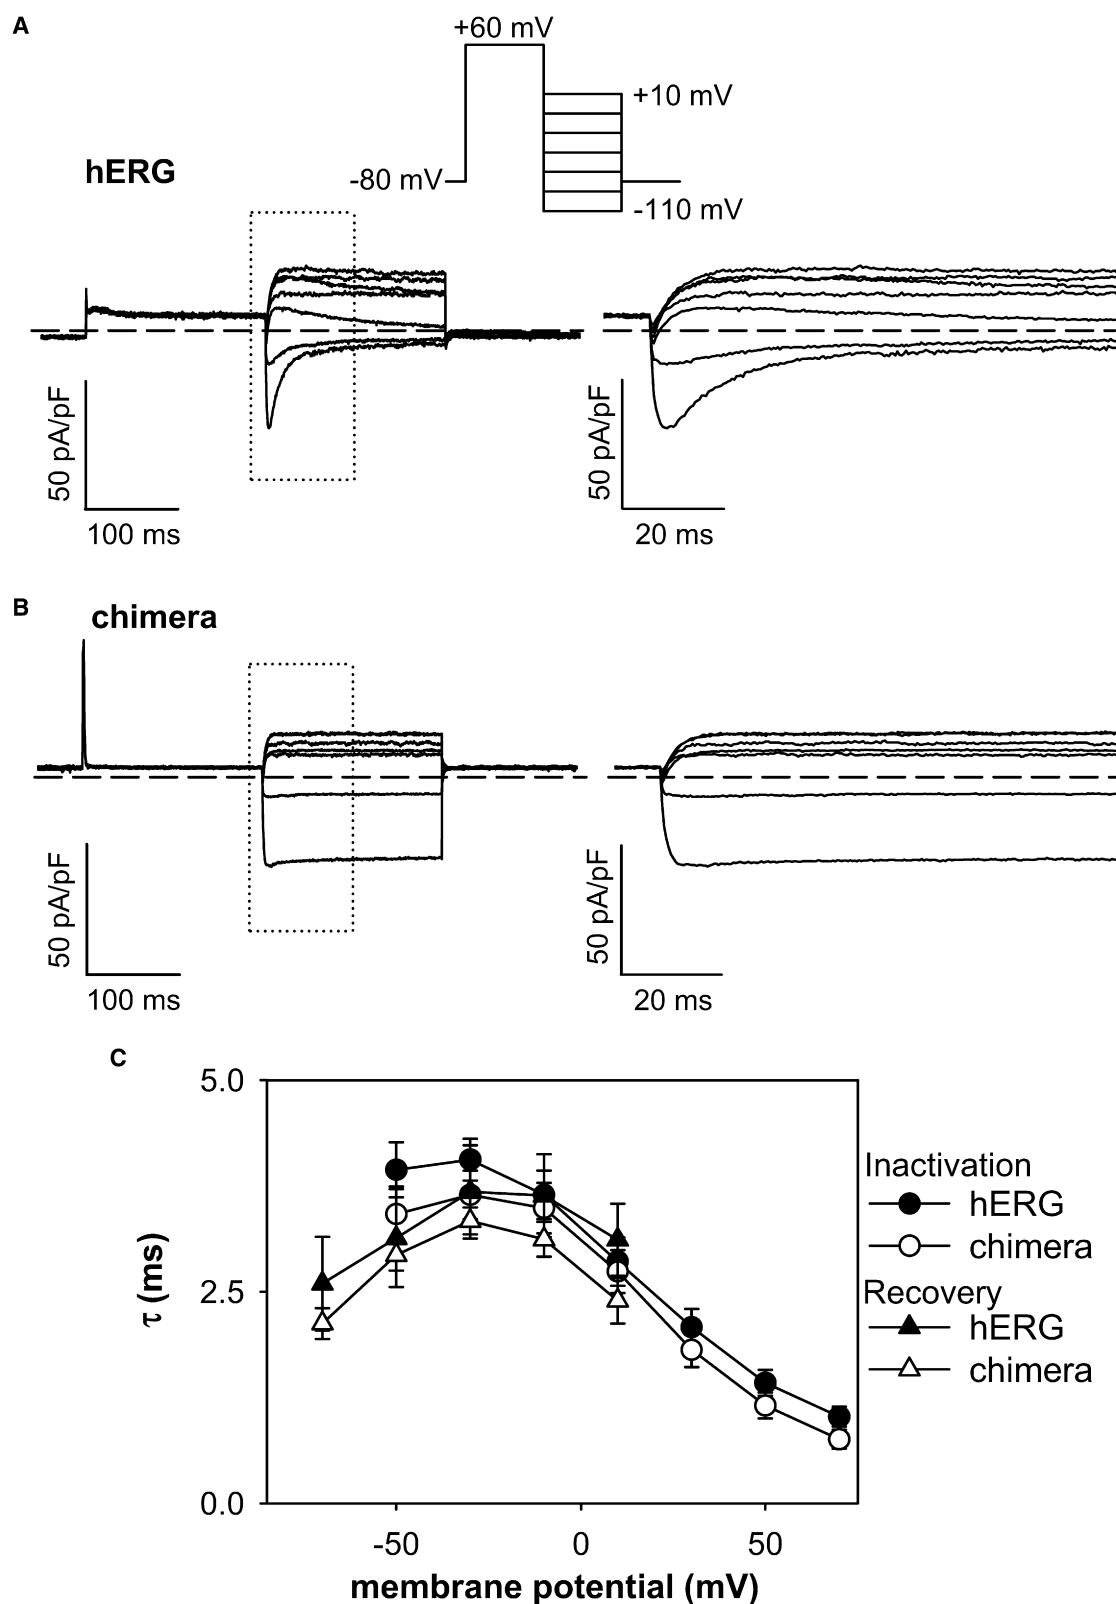 A
+60 mV
+10 mV
hERG
-80 mV
-110 mV
50 pA/pF
100 ms
50 pA/pF
20 ms
B
chimera
50 pA/pF
100 ms
50 pA/pF
20 ms
C
5.0
2.5
0.0
τ (ms)
-50
0
50
membrane potential (mV)
Inactivation
hERG
chimera
Recovery
hERG
chimera